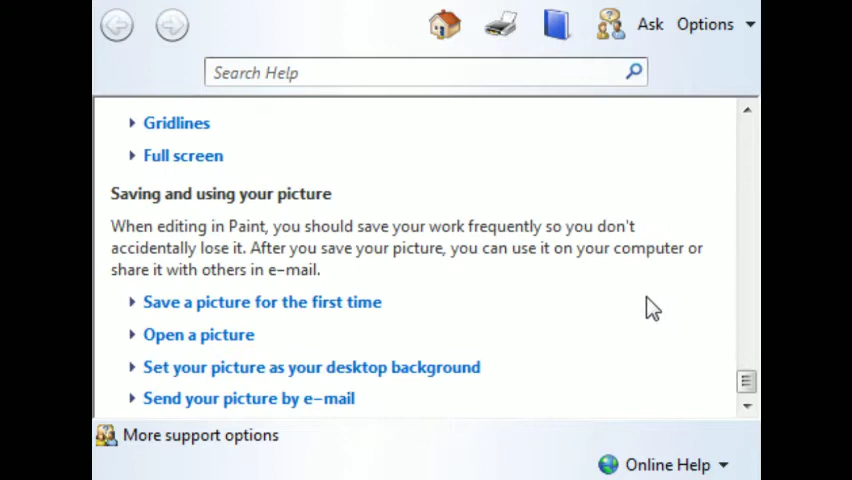 Ask Options
Search Help
Gridlines
Full screen
Saving and using your picture
When editing in Paint, you should save your work frequently so you don't
accidentally lose it. After you save your picture, you can use it on your computer or
share it with others in e-mail.
Save a picture for the first time
Open a picture
Set your picture as your desktop background
Send your picture by e-mail
More support options
Online Help